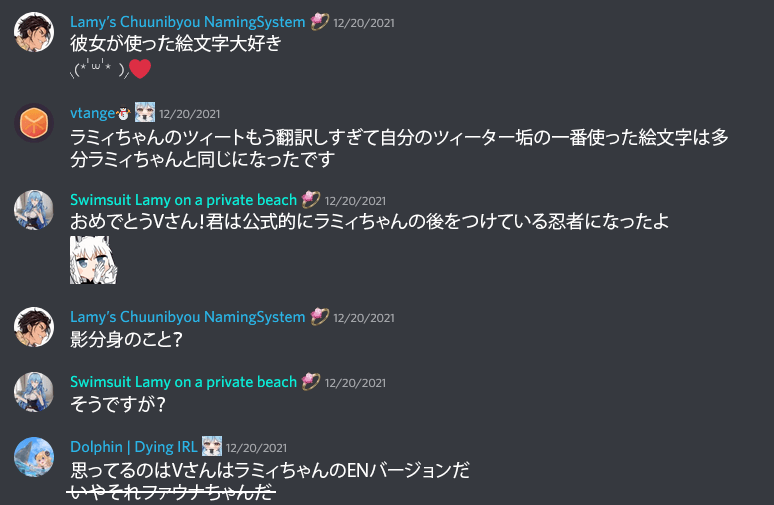 Lamy's Chuunibyou NamingSystem 12/20/2021
彼女が使った絵文字大好き
⸜(*ˊᵕˋ* )⸝❤️
vtange⛄ 12/20/2021
ラミィちゃんのツィートもう翻訳しすぎて自分のツィーター垢の一番使った絵文字は多
分ラミィちゃんと同じになったです
Swimsuit Lamy on a private beach 12/20/2021
おめでとうVさん！君は公式的にラミィちゃんの後をつけている忍者になったよ
Lamy's Chuunibyou NamingSystem 12/20/2021
影分身のこと？
Swimsuit Lamy on a private beach 12/20/2021
そうですが？
Dolphin | Dying IRL 12/20/2021
思ってるのはVさんはラミィちゃんのENバージョンだ
いやそれファウナちゃんだ